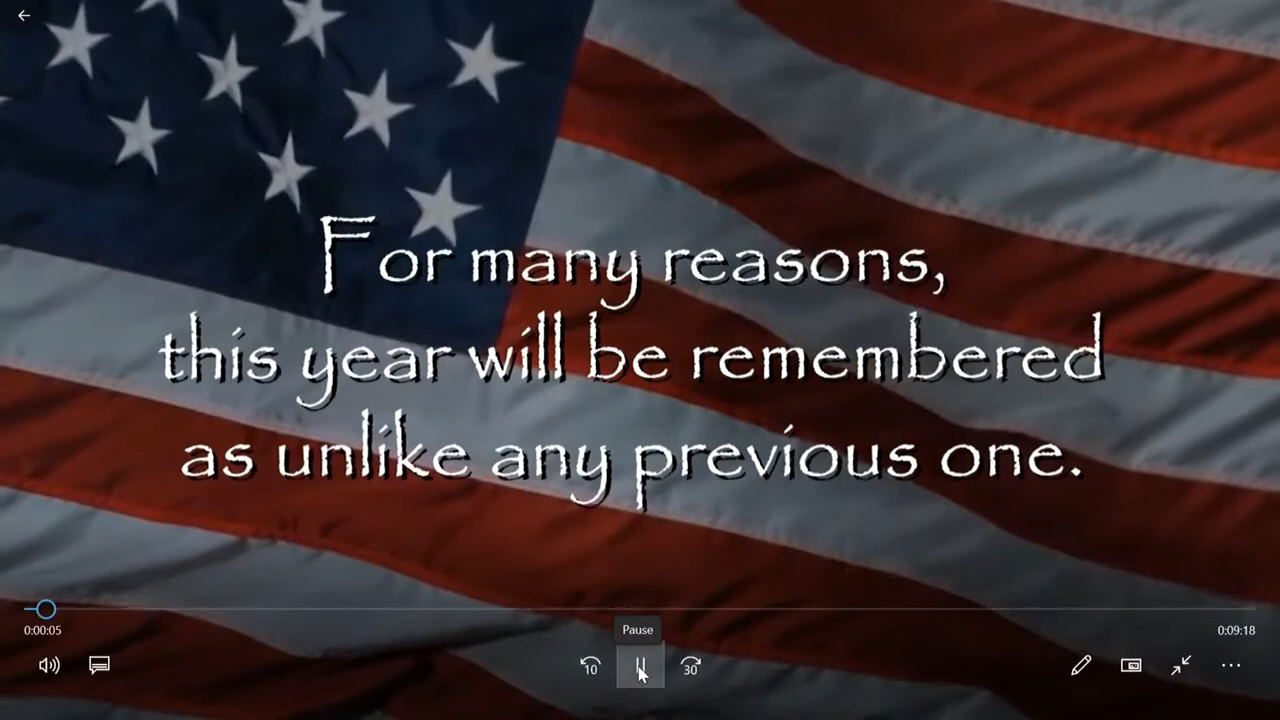 For many reasons,
this year will be remembered
as unlike any previous one.
0:00:05
Pause
0:09:18
10
30